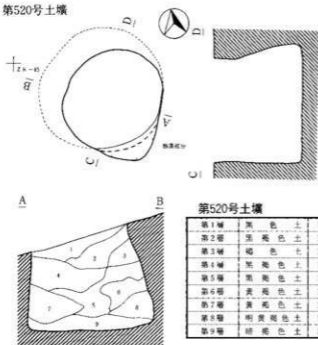 第520号土壙
D
D
B
A
C
C
A
B
1
2
3
4
5
6
7
8
9
第520号土壙
第1層 黒色土
第2層 黒褐色土
第3層 褐色土
第4層 黒褐色土
第5層 黒褐色土
第6層 黄褐色土
第7層 黄褐色土
第8層 明黄褐色土
第9層 暗褐色土